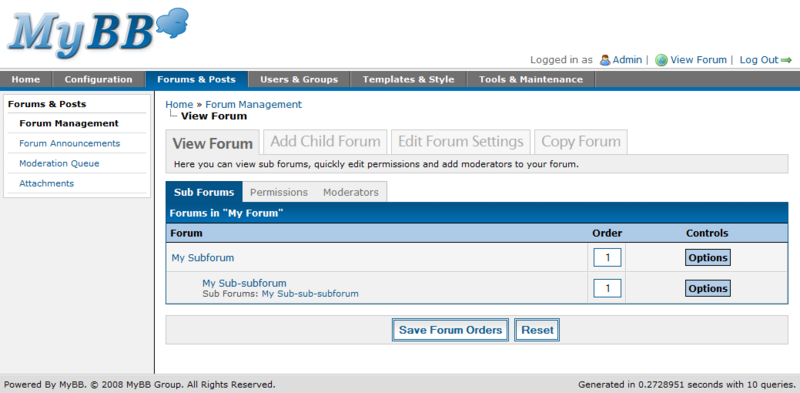 MyBB
Logged in as Admin | View Forum | Log Out
Home Configuration Forums & Posts Users & Groups Templates & Style Tools & Maintenance
Forums & Posts
Forum Management
Forum Announcements
Moderation Queue
Attachments
Home » Forum Management
View Forum
View Forum Add Child Forum Edit Forum Settings Copy Forum
Here you can view sub forums, quickly edit permissions and add moderators to your forum.
Sub Forums Permissions Moderators
Forums in "My Forum"
Forum Order Controls
My Subforum 1 Options
My Sub-subforum 1 Options
Sub Forums: My Sub-sub-subforum
Save Forum Orders Reset
Powered By MyBB. © 2008 MyBB Group. All Rights Reserved. Generated in 0.2728951 seconds with 10 queries.